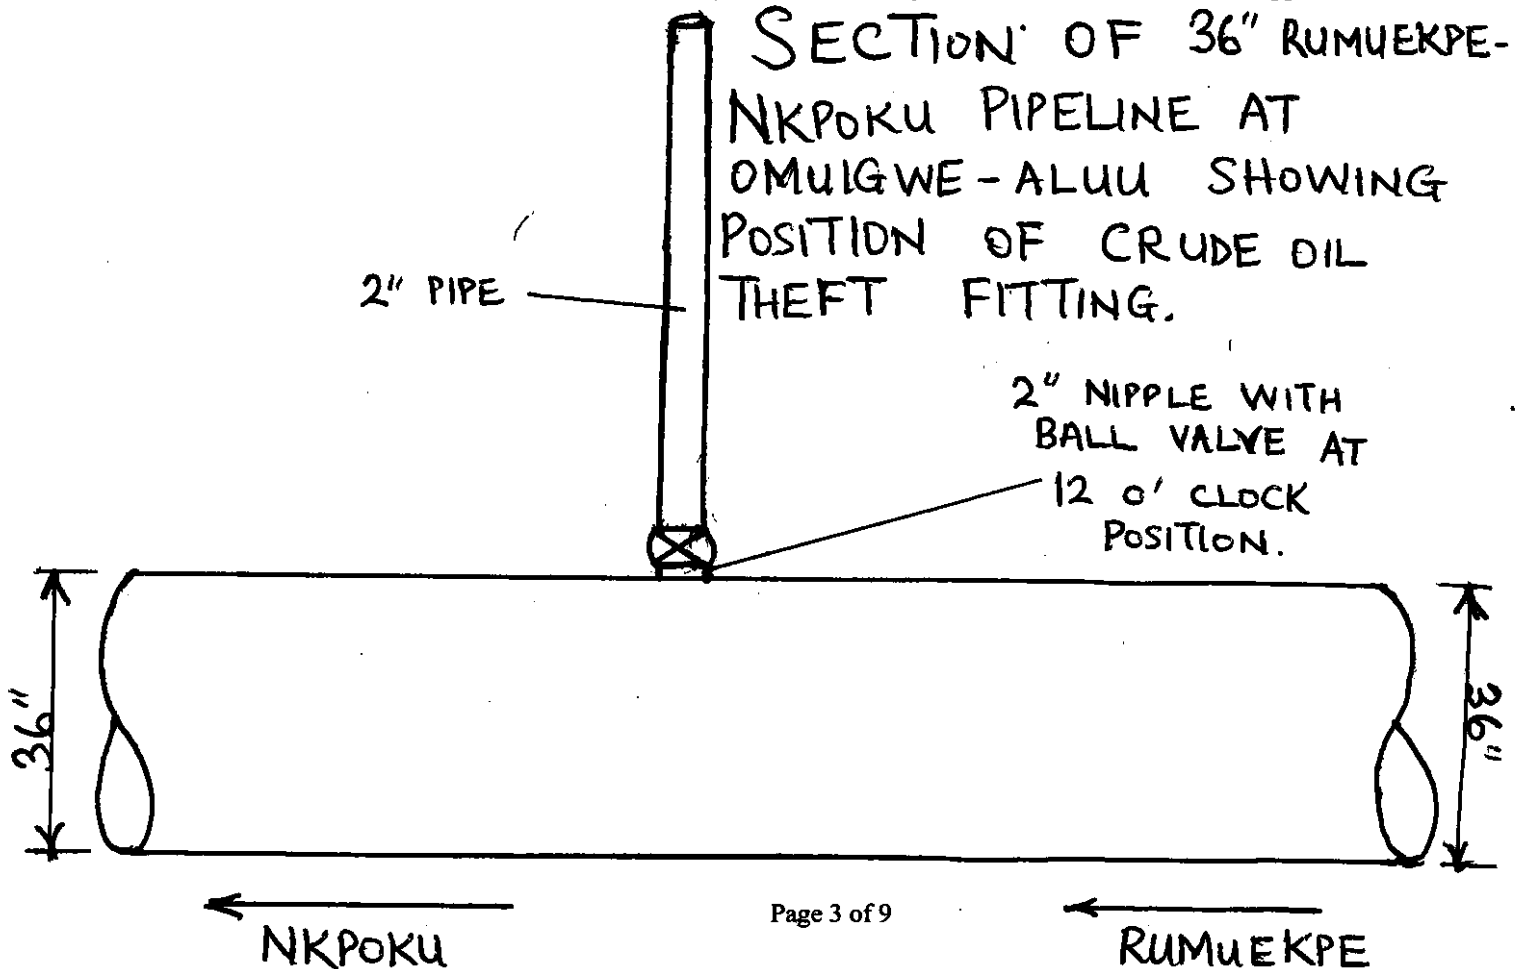 SECTION OF 36" RUMUEKPE-
NKPOKU PIPELINE AT
OMUIGWE-ALUU SHOWING
POSITION OF CRUDE OIL
THEFT FITTING.
2" PIPE
2" NIPPLE WITH
BALL VALVE AT
12 O'CLOCK
POSITION.
36"
36"
NKPOKU
Page 3 of 9
RUMUEKPE